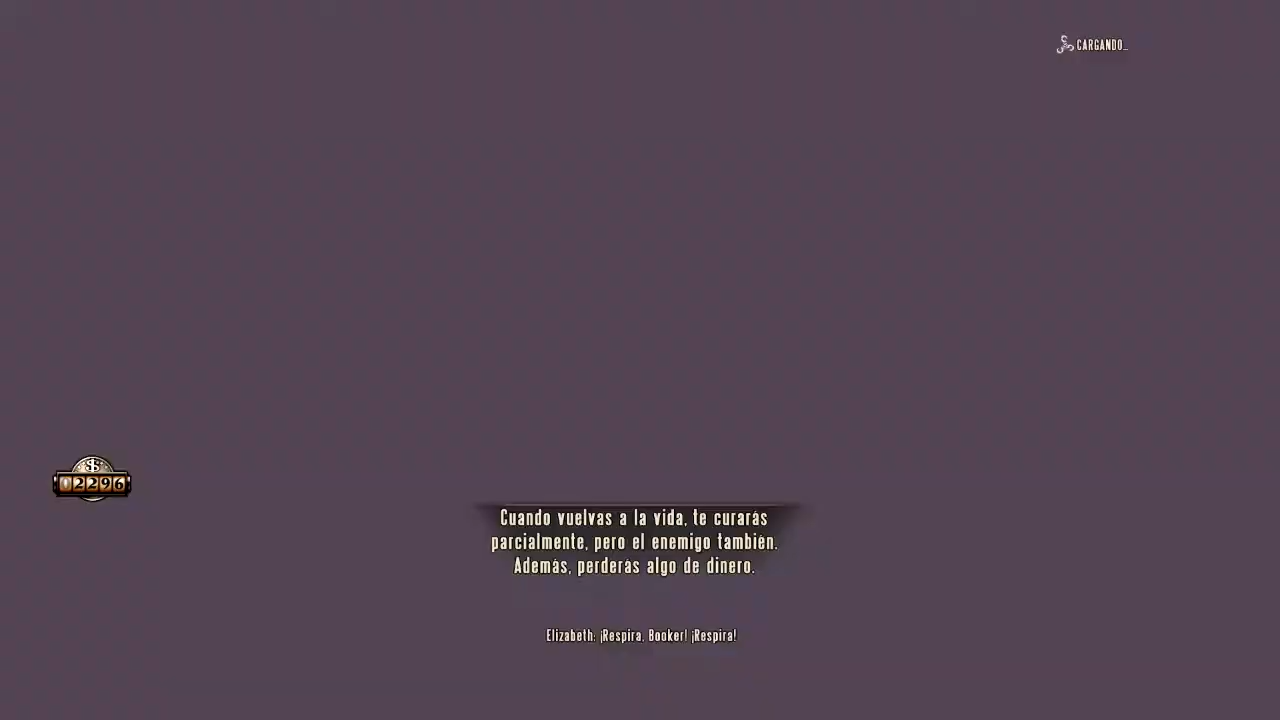 CARGANDO...
$
02296
Cuando vuelvas a la vida, te curarás
parcialmente, pero el enemigo también.
Además, perderás algo de dinero.
Elizabeth: ¡Respira, Booker! ¡Respira!